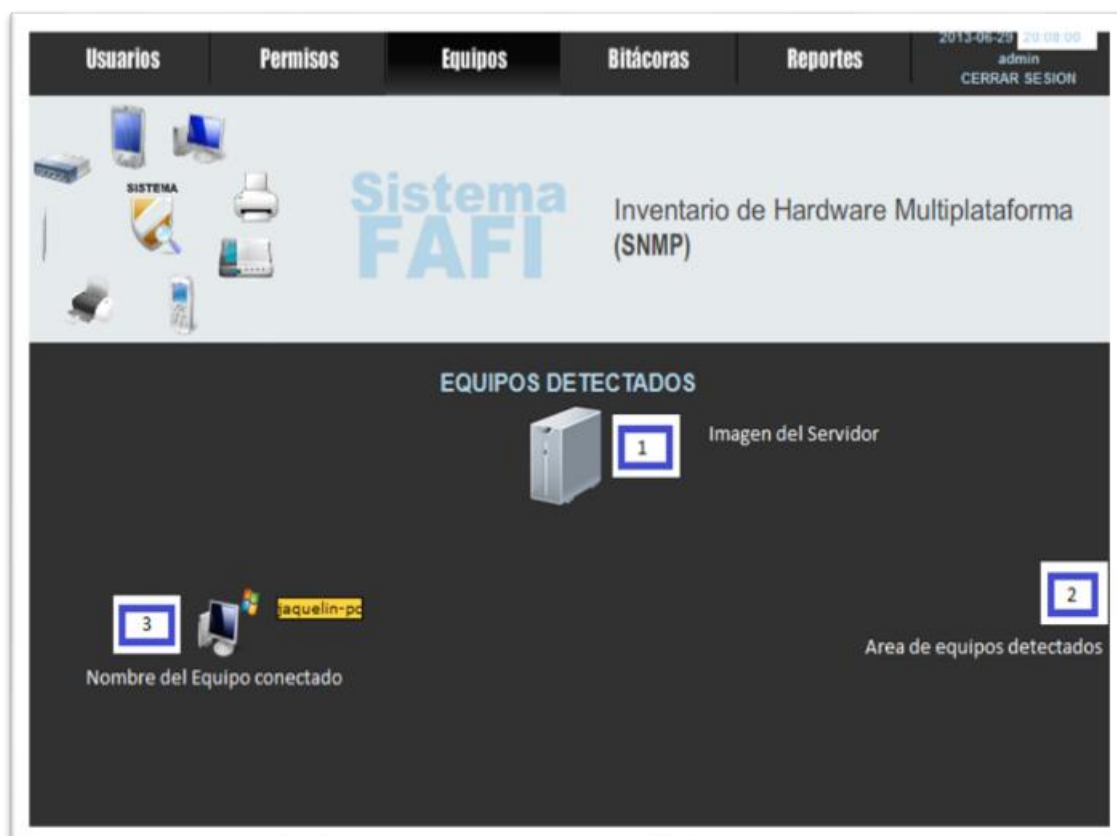 Usuarios
Permisos
Equipos
Bitácoras
Reportes
2013-06-29 20:08:00
admin
CERRAR SESION
SISTEMA
Sistema
FAFI
Inventario de Hardware Multiplataforma
(SNMP)
EQUIPOS DETECTADOS
1
Imagen del Servidor
2
Area de equipos detectados
3
jaquelin-pc
Nombre del Equipo conectado